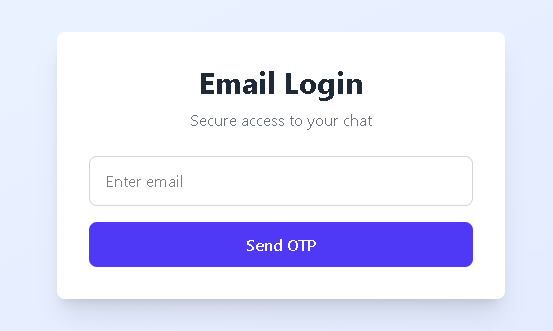 Email Login
Secure access to your chat
Enter email
Send OTP